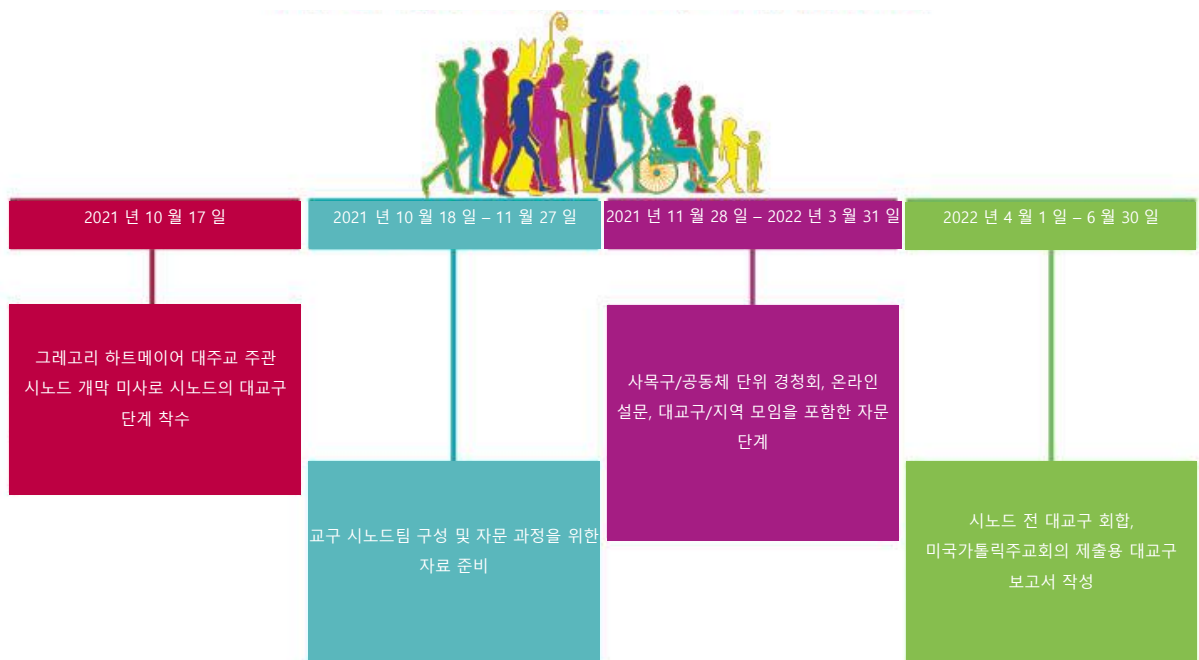 2021 년 10 월 17 일
2021 년 10 월 18 일 – 11 월 27 일
2021 년 11 월 28 일 – 2022 년 3 월 31 일
2022 년 4 월 1 일 – 6 월 30 일
그레고리 하트메이어 대주교 주관
시노드 개막 미사로 시노드의 대교구
단계 착수
교구 시노드팀 구성 및 자문 과정을 위한
자료 준비
사목구/공동체 단위 경청회, 온라인
설문, 대교구/지역 모임을 포함한 자문
단계
시노드 전 대교구 회합,
미국가톨릭주교회의 제출용 대교구
보고서 작성